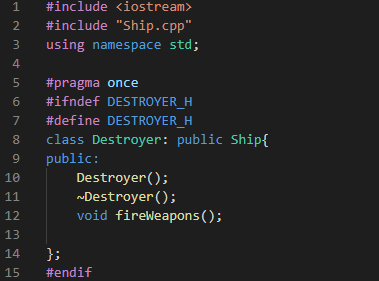 1 #include <iostream>
2 #include "Ship.cpp"
3 using namespace std;
4
5 #pragma once
6 #ifndef DESTROYER_H
7 #define DESTROYER_H
8 class Destroyer: public Ship{
9 public:
10     Destroyer();
11     ~Destroyer();
12     void fireWeapons();
13
14 };
15 #endif